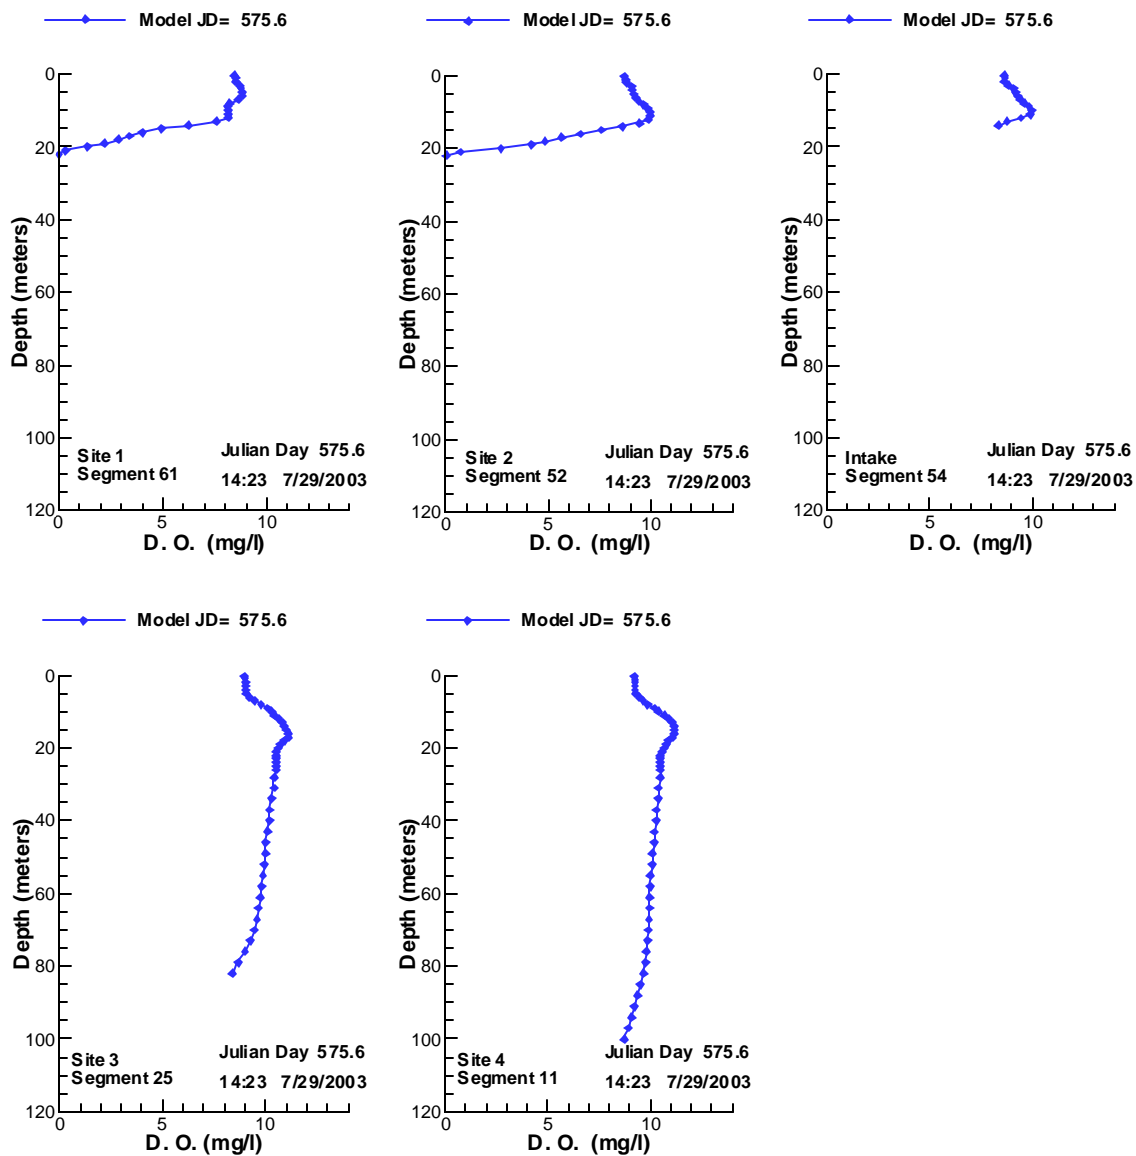 Model JD= 575.6
0
20
40
60
80
100
120
Depth (meters)
Site 1
Segment 61
Julian Day 575.6
14:23 7/29/2003
0 5 10
D. O. (mg/l)
Model JD= 575.6
0
20
40
60
80
100
120
Depth (meters)
Site 2
Segment 52
Julian Day 575.6
14:23 7/29/2003
0 5 10
D. O. (mg/l)
Model JD= 575.6
0
20
40
60
80
100
120
Depth (meters)
Intake
Segment 54
Julian Day 575.6
14:23 7/29/2003
0 5 10
D. O. (mg/l)
Model JD= 575.6
0
20
40
60
80
100
120
Depth (meters)
Site 3
Segment 25
Julian Day 575.6
14:23 7/29/2003
0 5 10
D. O. (mg/l)
Model JD= 575.6
0
20
40
60
80
100
120
Depth (meters)
Site 4
Segment 11
Julian Day 575.6
14:23 7/29/2003
0 5 10
D. O. (mg/l)